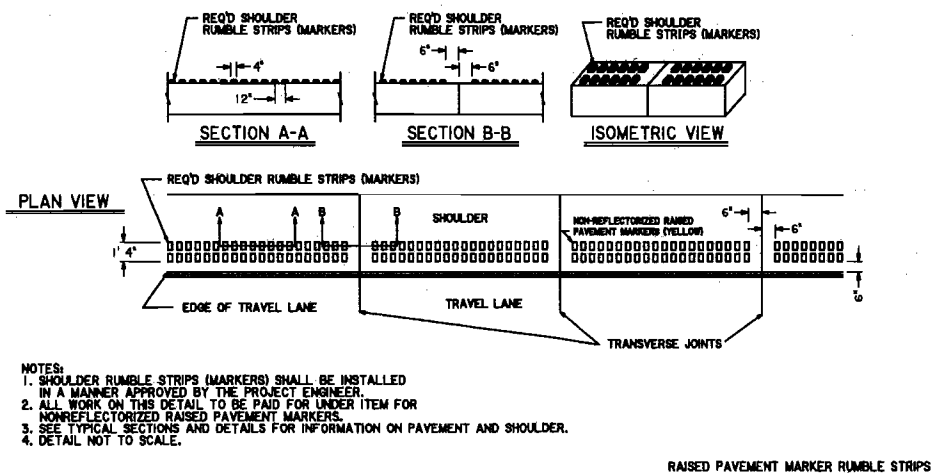 REQ'D SHOULDER
RUMBLE STRIPS (MARKERS)
4"
12"
SECTION A-A
REQ'D SHOULDER
RUMBLE STRIPS (MARKERS)
6"
6"
SECTION B-B
REQ'D SHOULDER
RUMBLE STRIPS (MARKERS)
ISOMETRIC VIEW
PLAN VIEW
REQ'D SHOULDER RUMBLE STRIPS (MARKERS)
A
A
B
B
SHOULDER
NON-REFLECTORIZED RAISED
PAVEMENT MARKERS (YELLOW)
6"
6"
1' 4"
6"
EDGE OF TRAVEL LANE
TRAVEL LANE
TRANSVERSE JOINTS
NOTES:
1. SHOULDER RUMBLE STRIPS (MARKERS) SHALL BE INSTALLED
IN A MANNER APPROVED BY THE PROJECT ENGINEER.
2. ALL WORK ON THIS DETAIL TO BE PAID FOR UNDER ITEM FOR
NONREFLECTORIZED RAISED PAVEMENT MARKERS.
3. SEE TYPICAL SECTIONS AND DETAILS FOR INFORMATION ON PAVEMENT AND SHOULDER.
4. DETAIL NOT TO SCALE.
RAISED PAVEMENT MARKER RUMBLE STRIPS